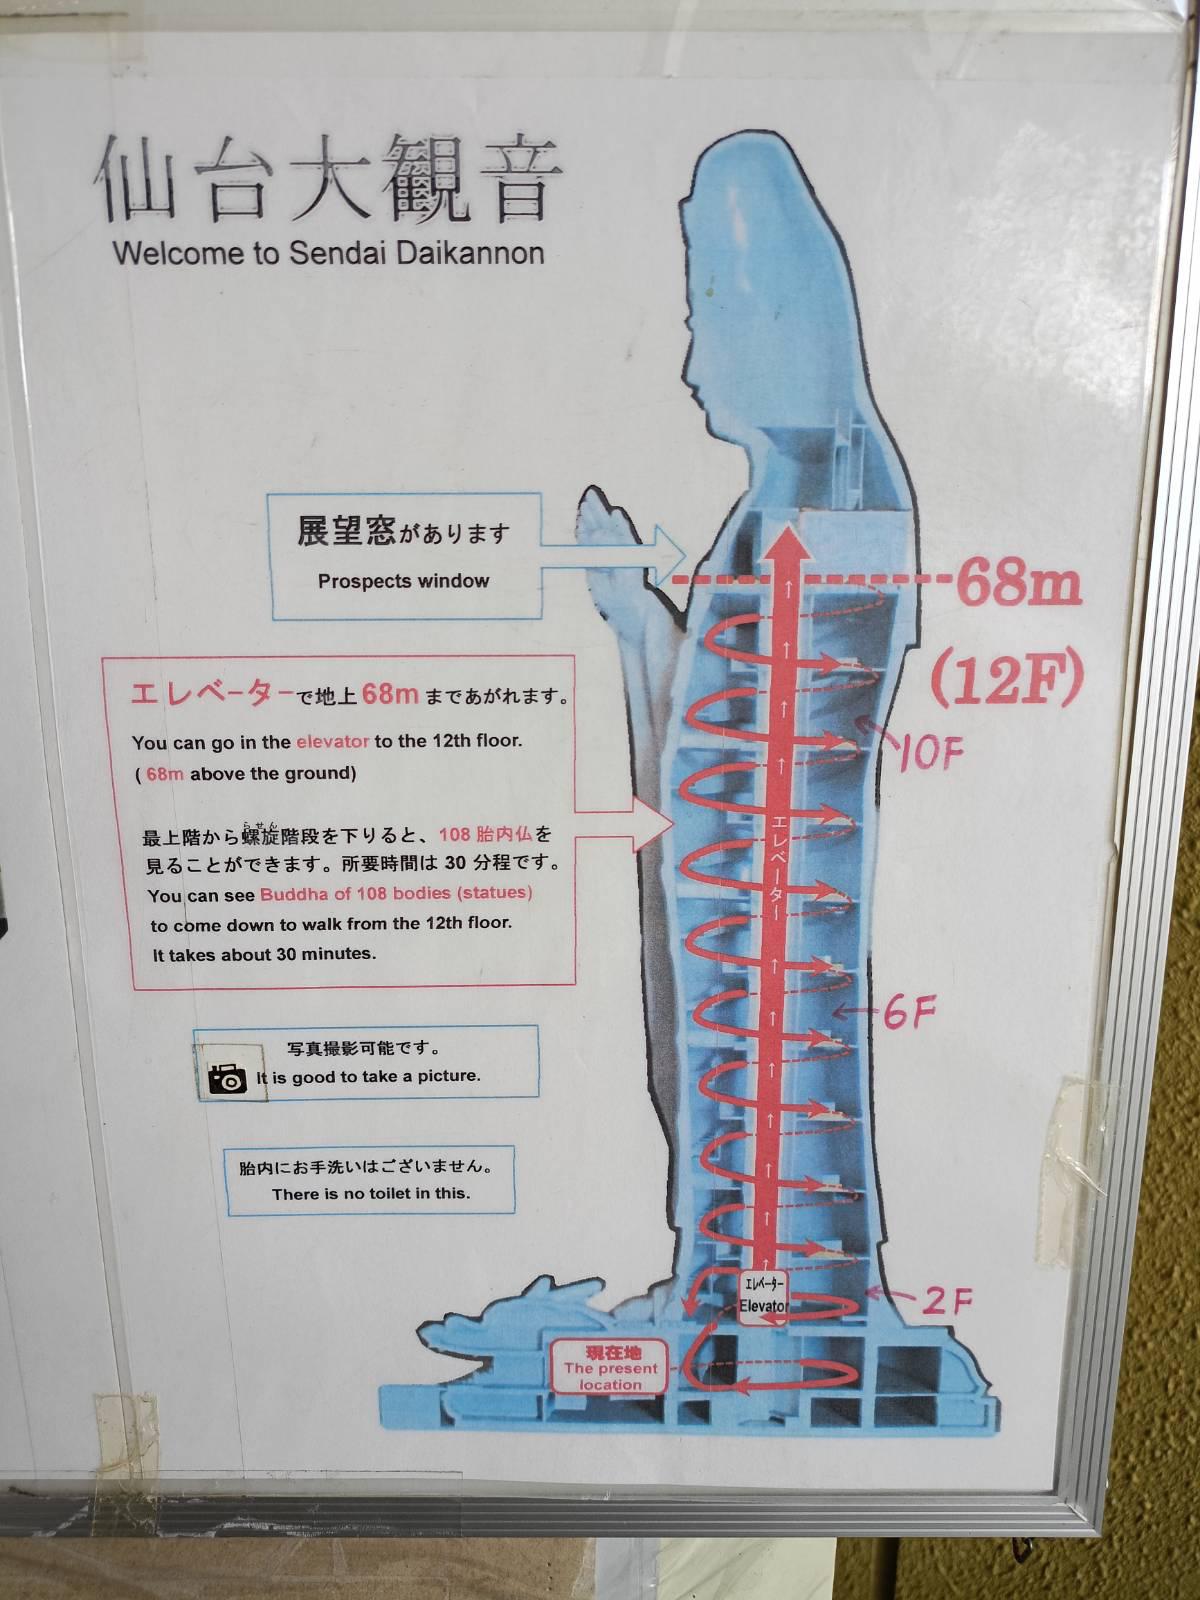 仙台大観音
Welcome to Sendai Daikannon
展望窓があります
Prospects window
68m
(12F)
エレベーターで地上 68m まであがれます。
You can go in the elevator to the 12th floor.
( 68m above the ground)
10F
らせん
最上階から螺旋階段を下りると、108 胎内仏を
見ることができます。所要時間は 30 分程です。
You can see Buddha of 108 bodies (statues)
to come down to walk from the 12th floor.
It takes about 30 minutes.
エレベーター
6F
写真撮影可能です。
It is good to take a picture.
胎内にお手洗いはございません。
There is no toilet in this.
エレベーター
Elevator
2F
現在地
The present
location